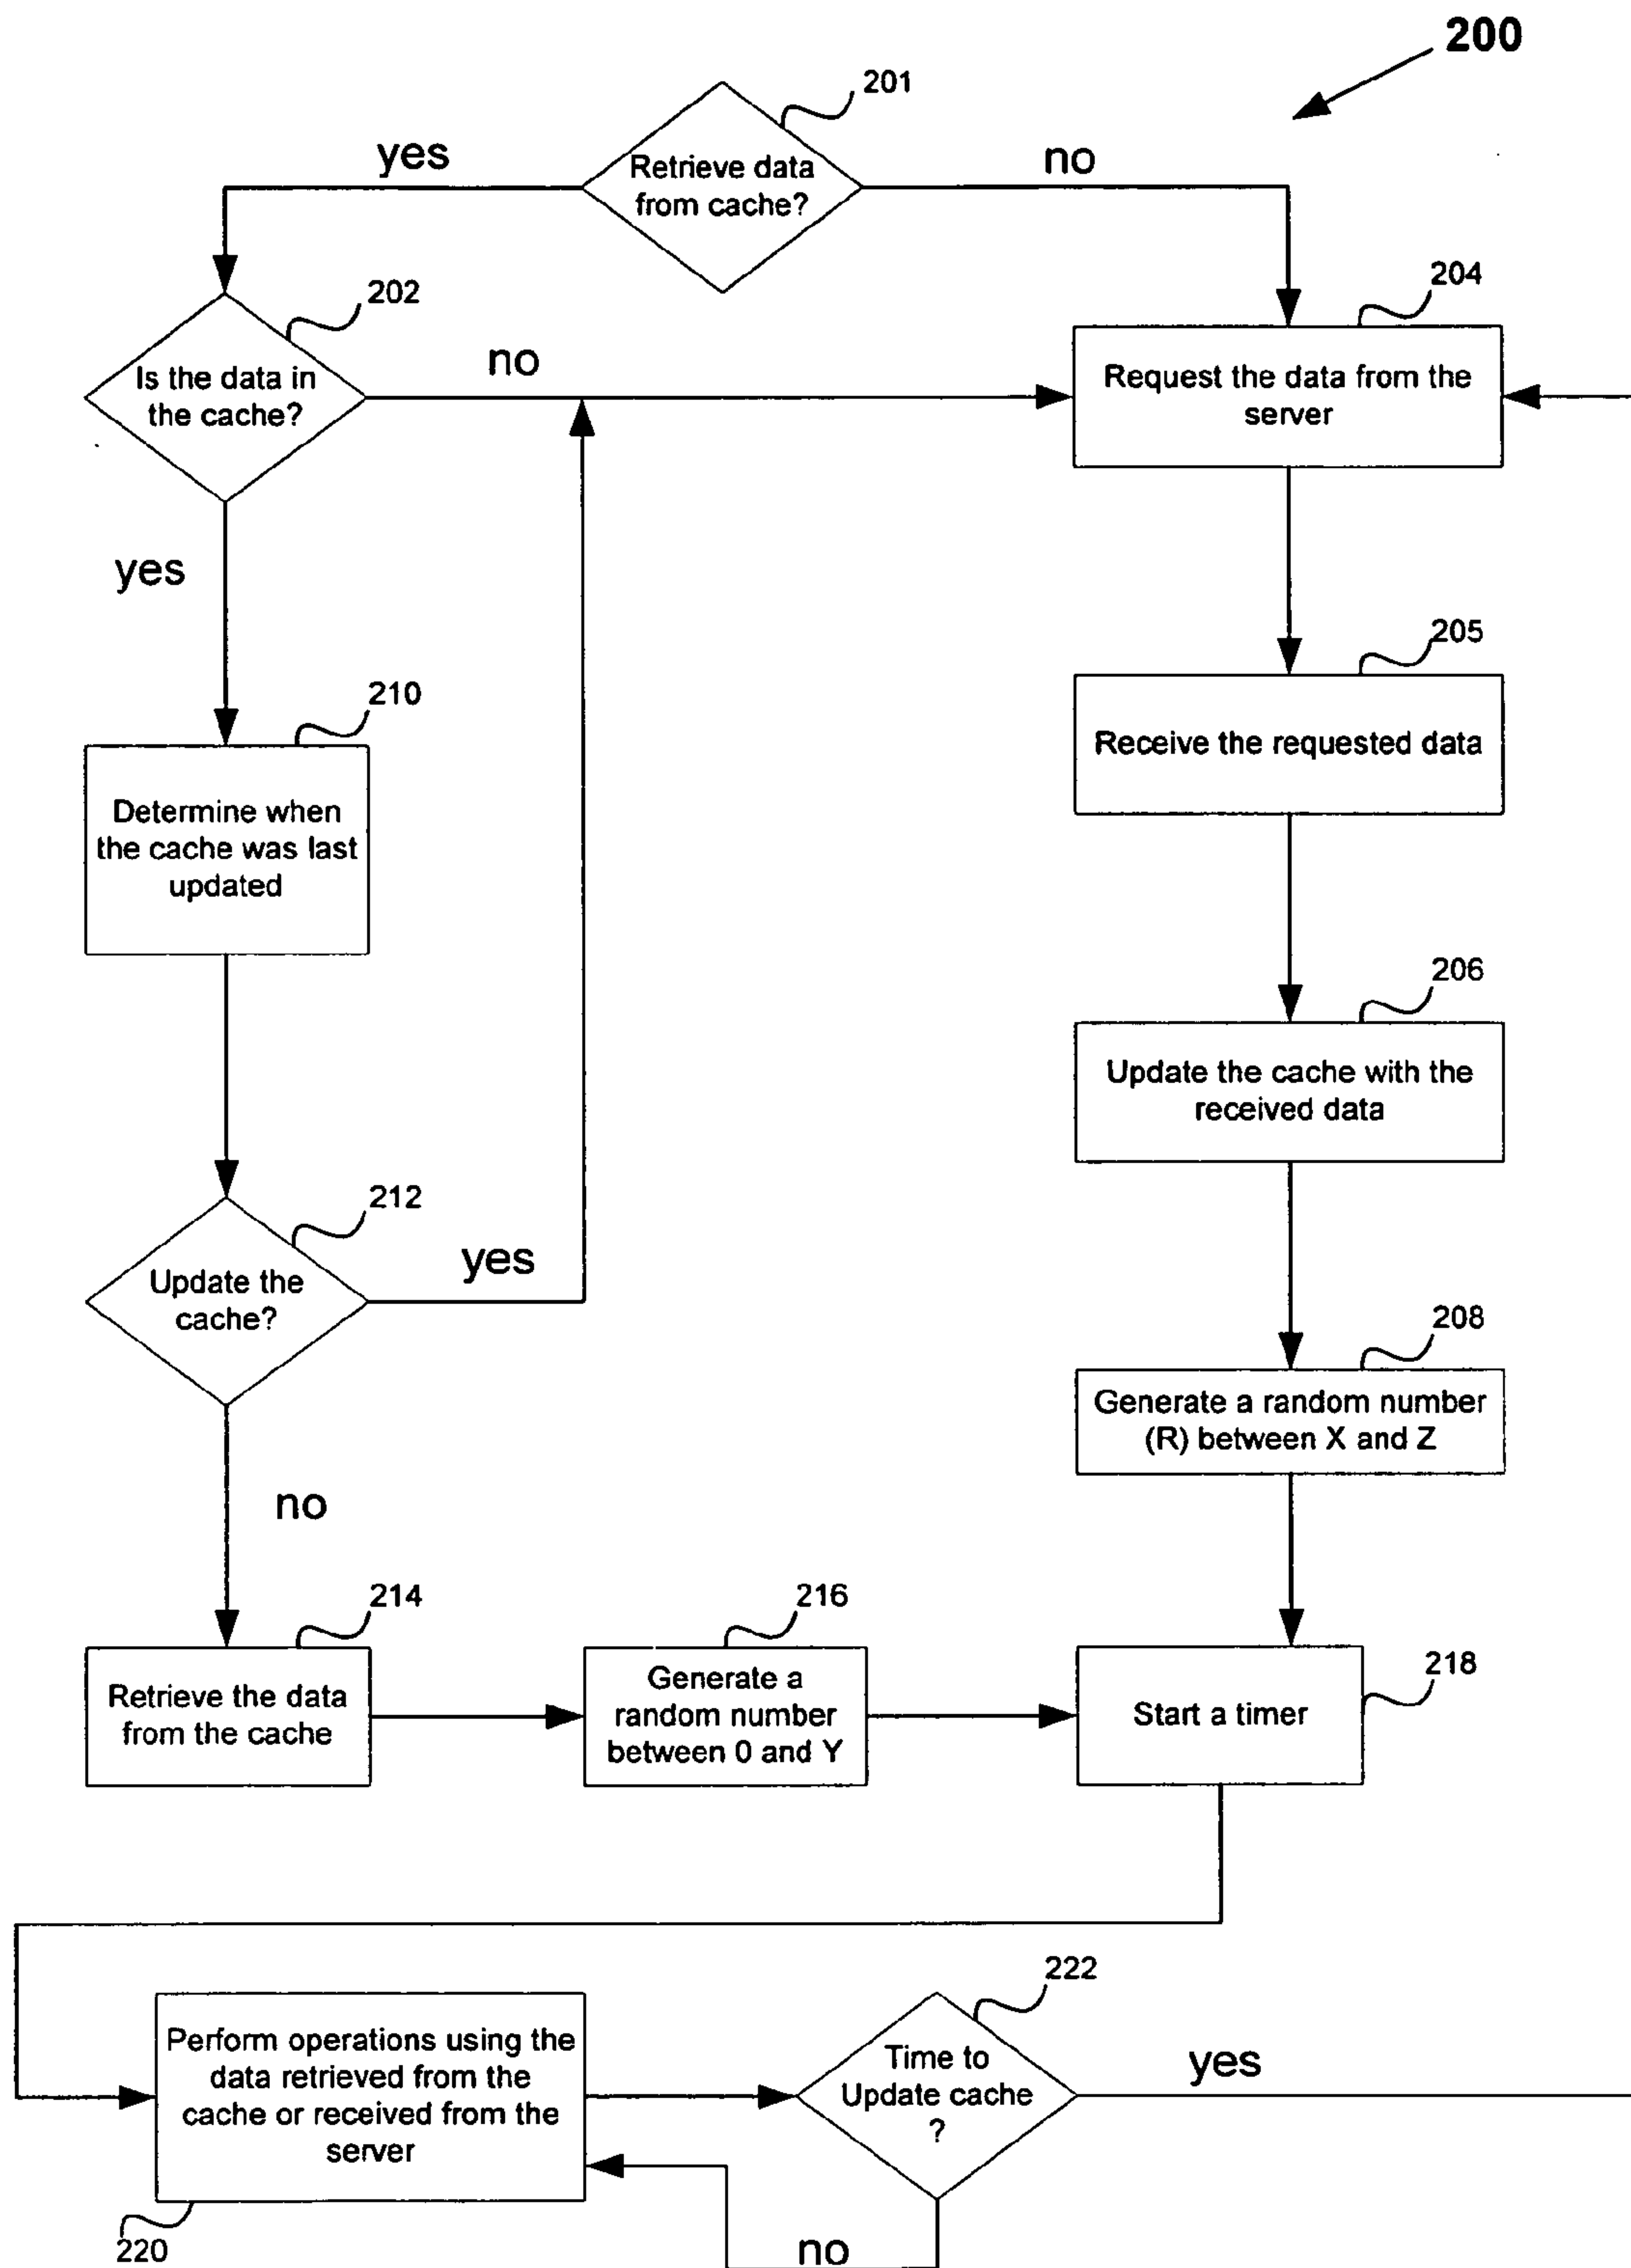 200
201
yes
Retrieve data
from cache?
no
202
204
Is the data in
the cache?
no
Request the data from the
server
yes
205
210
Receive the requested data
Determine when
the cache was last
updated
206
Update the cache with the
received data
212
Update the
cache?
yes
208
Generate a random number
(R) between X and Z
no
214
216
218
Retrieve the data
from the cache
Generate a
random number
between 0 and Y
Start a timer
222
Perform operations using the
data retrieved from the
cache or received from the
server
Time to
Update cache
?
yes
220
no